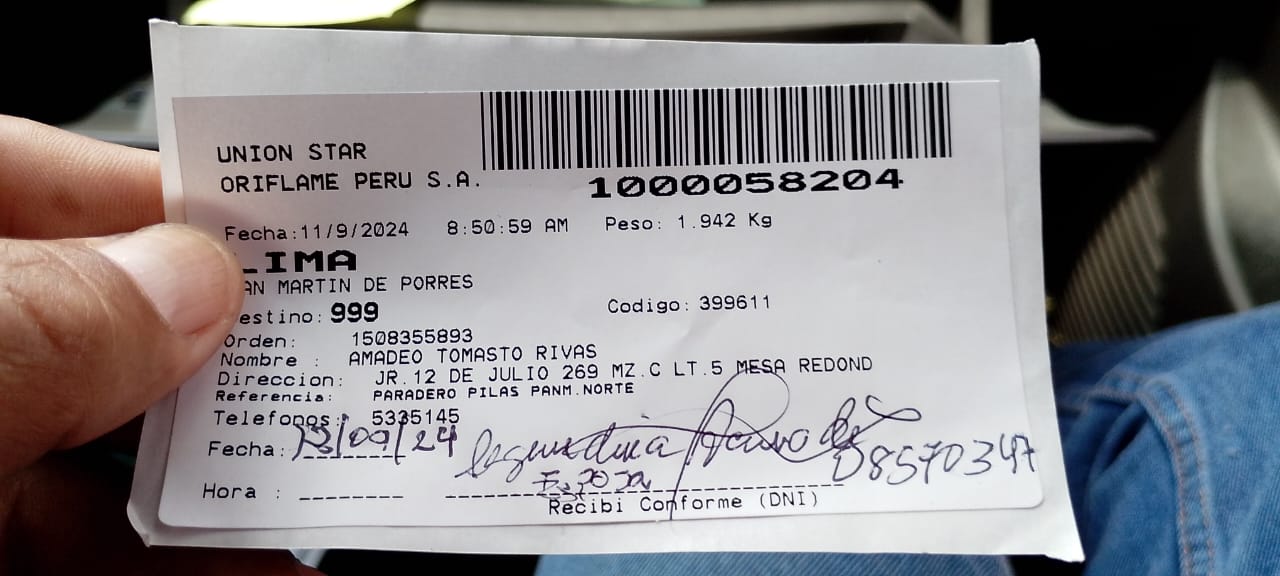 UNION STAR
ORIFLAME PERU S.A.
1000058204
Fecha:11/9/2024 8:50:59 AM Peso: 1.942 Kg
LIMA
AN MARTIN DE PORRES
estino: 999 Codigo: 399611
Orden: 1508355893
Nombre : AMADEO TOMASTO RIVAS
Direccion: JR.12 DE JULIO 269 MZ.C LT.5 MESA REDOND
Referencia: PARADERO PILAS PANM.NORTE
Telefonos: 5335145
Fecha: 13/09/24 08570347
Hora :
Recibi Conforme (DNI)